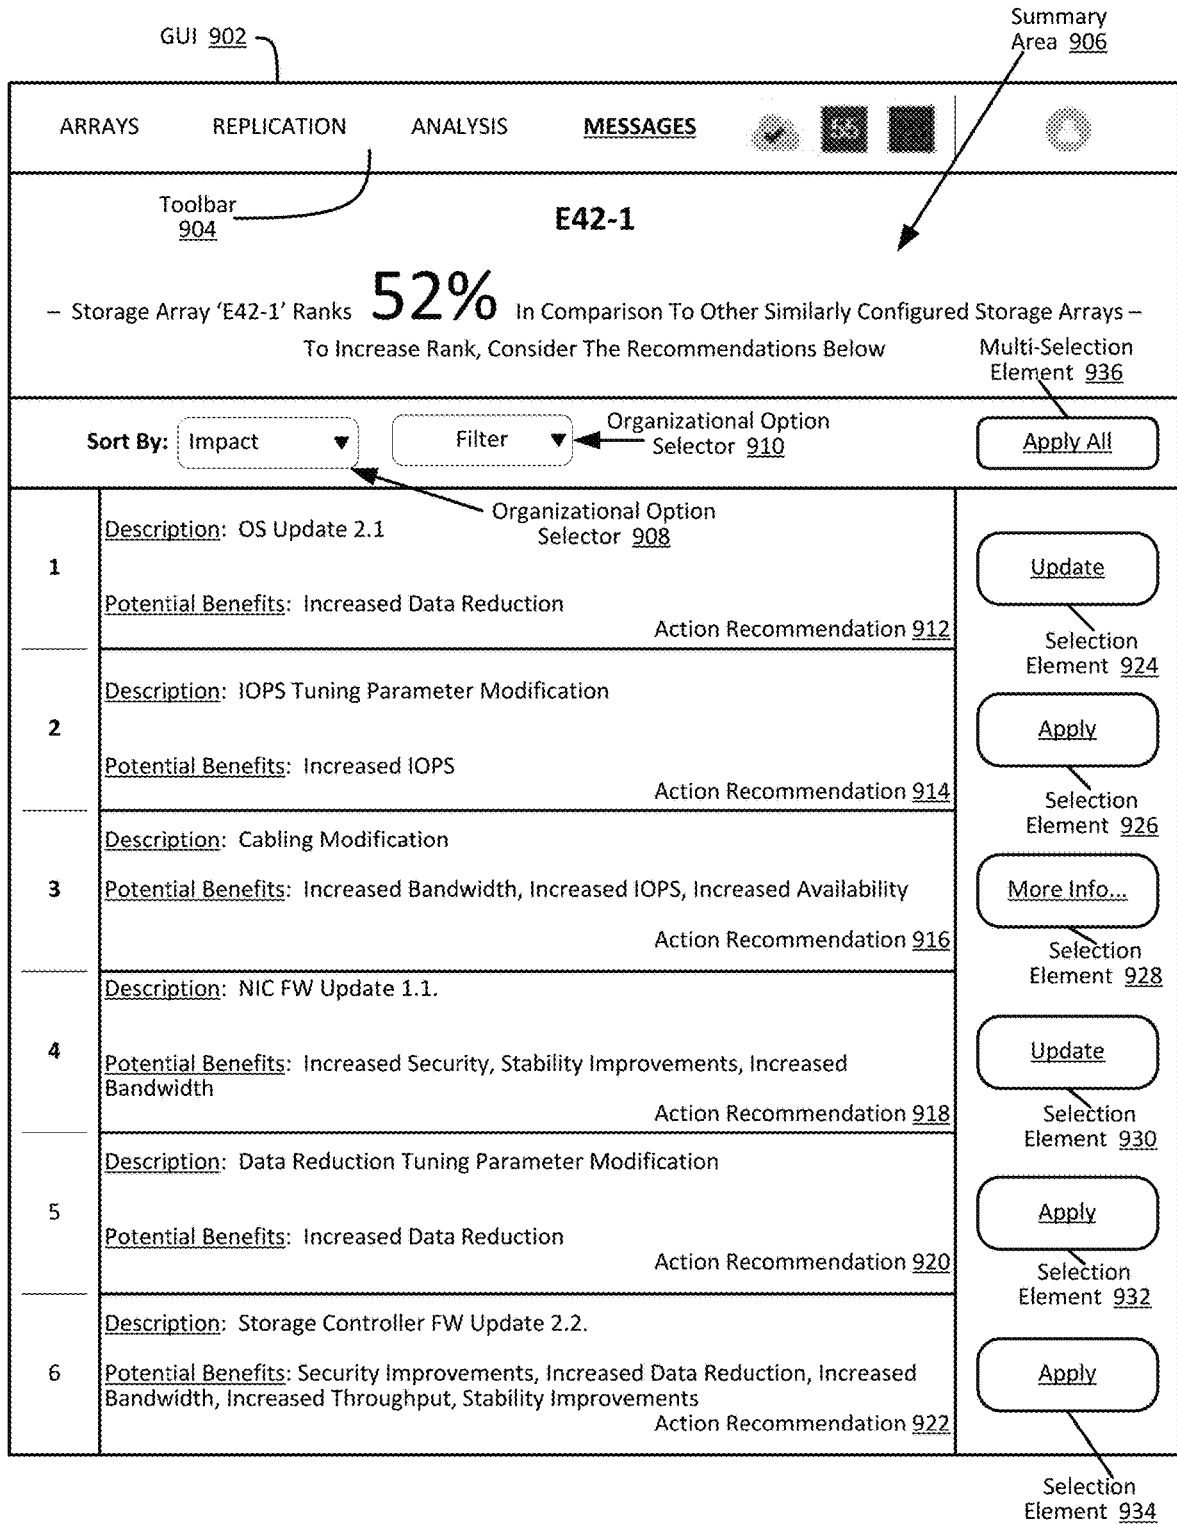 GUI 902
Summary
Area 906
ARRAYS REPLICATION ANALYSIS MESSAGES
Toolbar
904
E42-1
– Storage Array 'E42-1' Ranks 52% In Comparison To Other Similarly Configured Storage Arrays –
To Increase Rank, Consider The Recommendations Below
Multi-Selection
Element 936
Sort By: Impact Filter
Organizational Option
Selector 910
Apply All
Organizational Option
Selector 908
1
Description: OS Update 2.1
Potential Benefits: Increased Data Reduction
Action Recommendation 912
Update
Selection
Element 924
2
Description: IOPS Tuning Parameter Modification
Potential Benefits: Increased IOPS
Action Recommendation 914
Apply
Selection
Element 926
3
Description: Cabling Modification
Potential Benefits: Increased Bandwidth, Increased IOPS, Increased Availability
Action Recommendation 916
More Info...
Selection
Element 928
4
Description: NIC FW Update 1.1.
Potential Benefits: Increased Security, Stability Improvements, Increased
Bandwidth
Action Recommendation 918
Update
Selection
Element 930
5
Description: Data Reduction Tuning Parameter Modification
Potential Benefits: Increased Data Reduction
Action Recommendation 920
Apply
Selection
Element 932
6
Description: Storage Controller FW Update 2.2.
Potential Benefits: Security Improvements, Increased Data Reduction, Increased
Bandwidth, Increased Throughput, Stability Improvements
Action Recommendation 922
Apply
Selection
Element 934